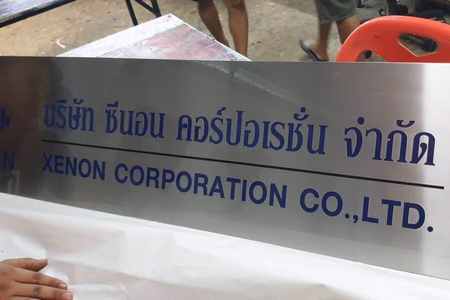 บริษัท ซีนอน คอร์ปอเรชั่น จำกัด
XENON CORPORATION CO.,LTD.